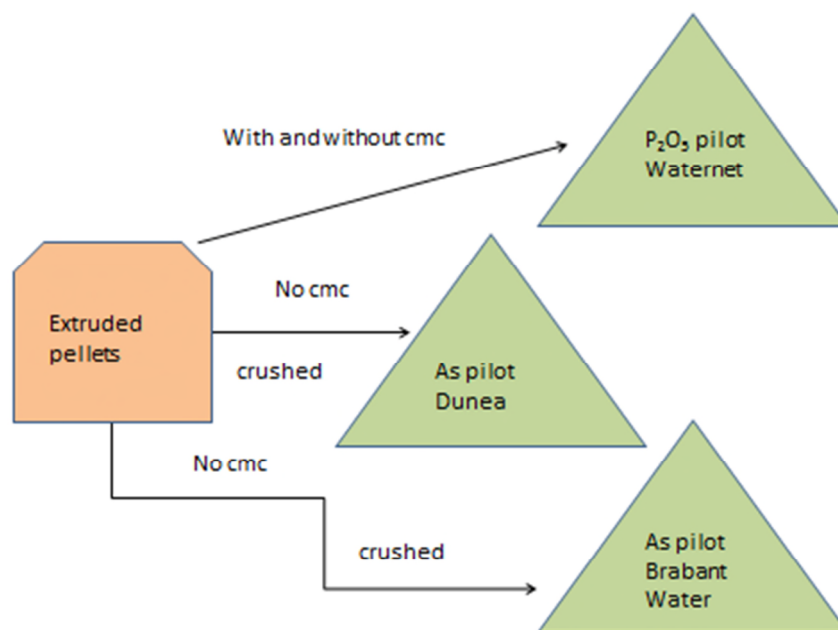 With and without cmc
P₂O₅ pilot
Waternet
No cmc
Extruded
pellets
crushed
As pilot
Dunea
No cmc
crushed
As pilot
Brabant
Water